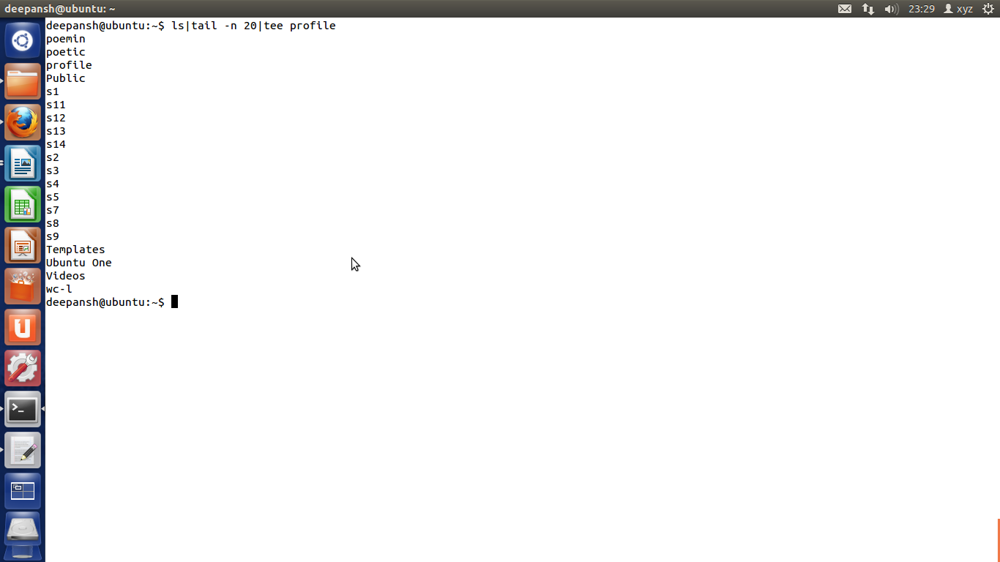 deepansh@ubuntu: ~
23:29
xyz
deepansh@ubuntu:~$ ls|tail -n 20|tee profile
poemin
poetic
profile
Public
s1
s11
s12
s13
s14
s2
s3
s4
s5
s7
s8
s9
Templates
Ubuntu One
Videos
wc-l
deepansh@ubuntu:~$